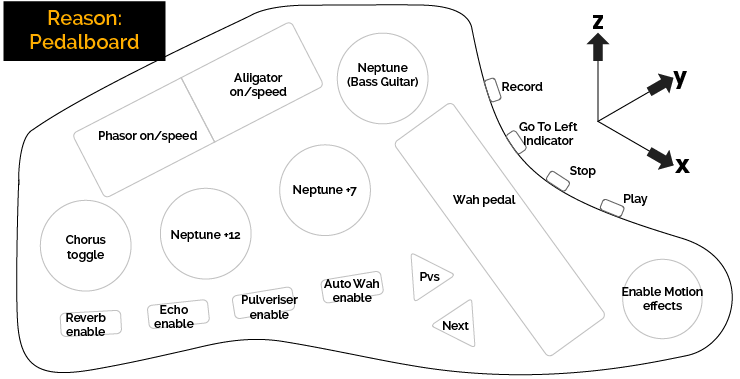 Reason:
Pedalboard
Alligator
on/speed
Phasor on/speed
Neptune
(Bass Guitar)
Record
Go To Left
Indicator
Stop
Play
z
y
x
Wah pedal
Neptune +7
Neptune +12
Chorus
toggle
Reverb
enable
Echo
enable
Pulveriser
enable
Auto Wah
enable
Pvs
Next
Enable Motion
effects